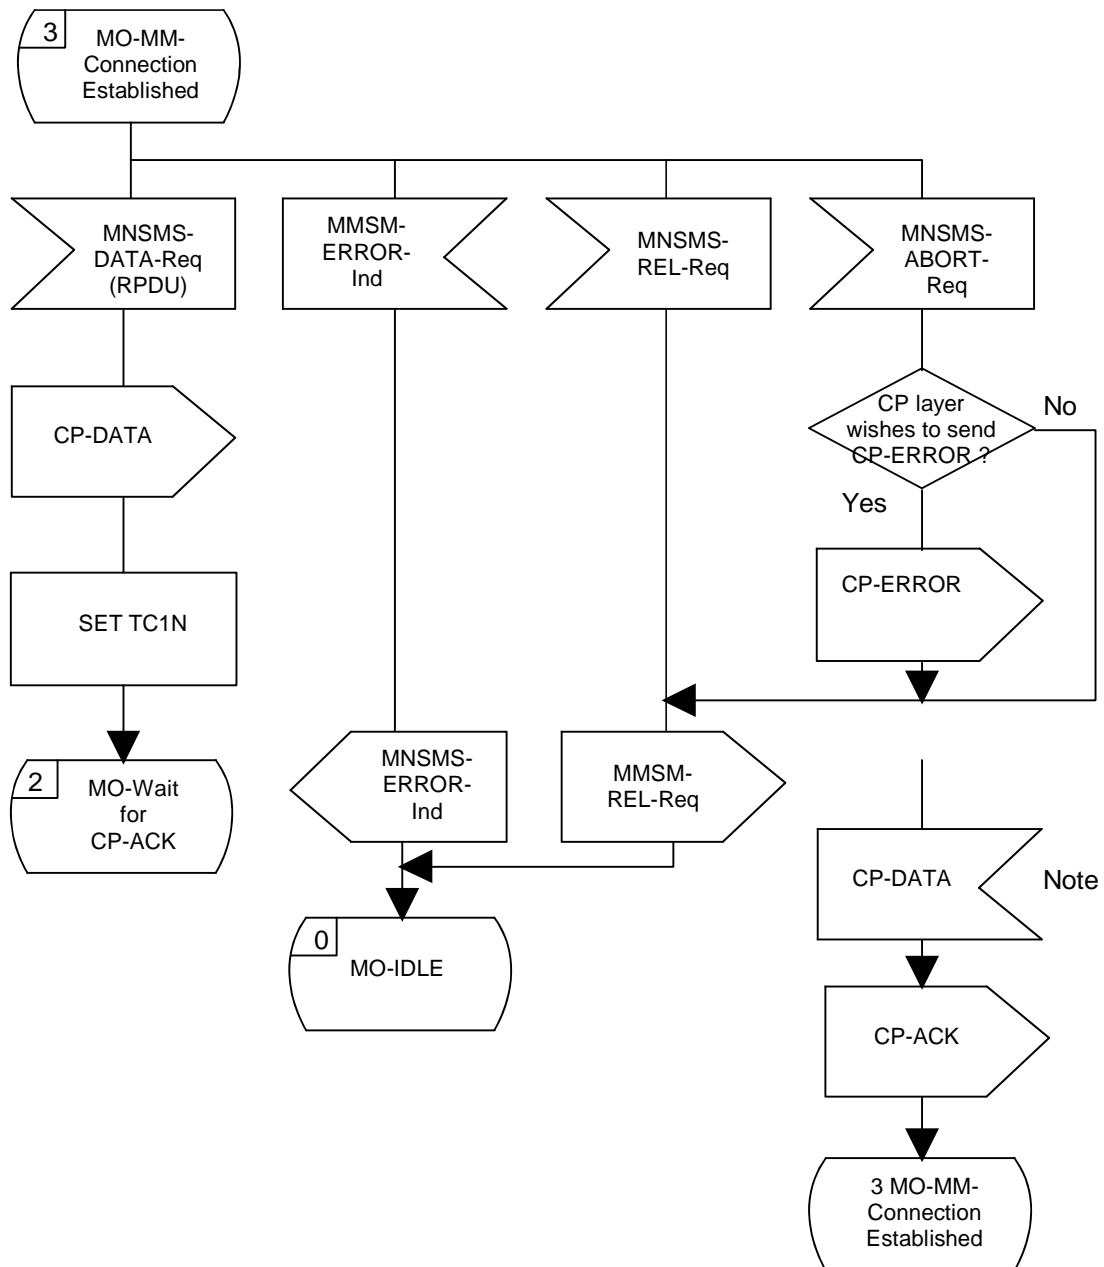 3
MO-MM-
Connection
Established
MNSMS-
DATA-Req
(RPDU)
MMSM-
ERROR-
Ind
MNSMS-
REL-Req
MNSMS-
ABORT-
Req
CP-DATA
CP layer
wishes to send
CP-ERROR ?
No
Yes
SET TC1N
CP-ERROR
2
MO-Wait
for
CP-ACK
MNSMS-
ERROR-
Ind
MMSM-
REL-Req
0
MO-IDLE
CP-DATA
Note
CP-ACK
3 MO-MM-
Connection
Established